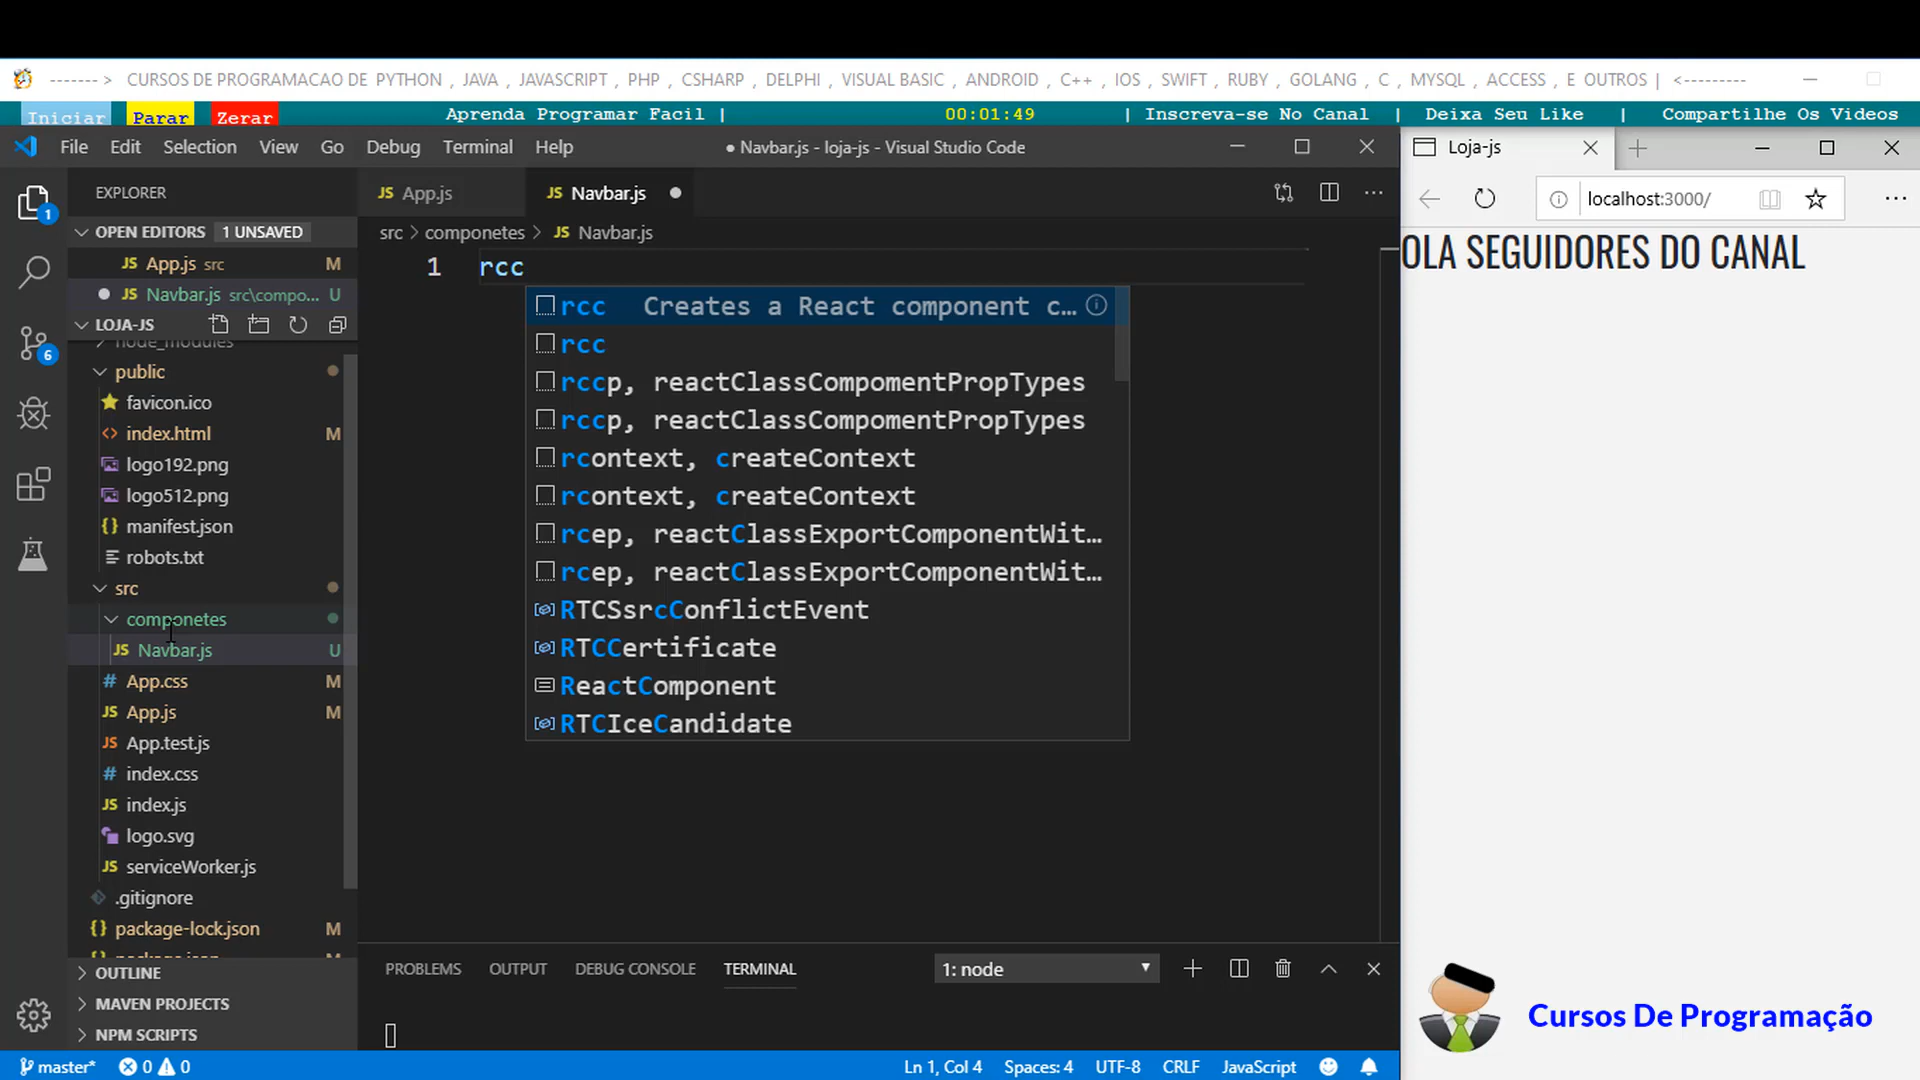 ------- > CURSOS DE PROGRAMACAO DE PYTHON , JAVA , JAVASCRIPT , PHP , CSHARP , DELPHI , VISUAL BASIC , ANDROID , C++ , IOS , SWIFT , RUBY , GOLANG , C , MYSQL , ACCESS , E OUTROS | <---------
Iniciar Parar Zerar Aprenda Programar Facil | 00:01:49 | Inscreva-se No Canal | Deixa Seu Like | Compartilhe Os Videos
File Edit Selection View Go Debug Terminal Help ● Navbar.js - loja-js - Visual Studio Code
Loja-js
EXPLORER
JS App.js
JS Navbar.js ●
localhost:3000/
OPEN EDITORS 1 UNSAVED
JS App.js src M
● JS Navbar.js src\compo... U
LOJA-JS
node_modules
public
favicon.ico
index.html M
logo192.png
logo512.png
manifest.json
robots.txt
src
componetes
JS Navbar.js U
# App.css M
JS App.js M
JS App.test.js
# index.css
JS index.js
logo.svg
JS serviceWorker.js
.gitignore
{} package-lock.json M
OUTLINE
MAVEN PROJECTS
NPM SCRIPTS
1
6
src > componetes > JS Navbar.js
1 rcc
rcc Creates a React component c...
rcc
rccp, reactClassCompomentPropTypes
rccp, reactClassCompomentPropTypes
rcontext, createContext
rcontext, createContext
rcep, reactClassExportComponentWit...
rcep, reactClassExportComponentWit...
RTCSsrcConflictEvent
RTCCertificate
ReactComponent
RTCIceCandidate
PROBLEMS OUTPUT DEBUG CONSOLE TERMINAL 1: node
OLA SEGUIDORES DO CANAL
Cursos De Programação
master* 0 0 Ln 1, Col 4 Spaces: 4 UTF-8 CRLF JavaScript